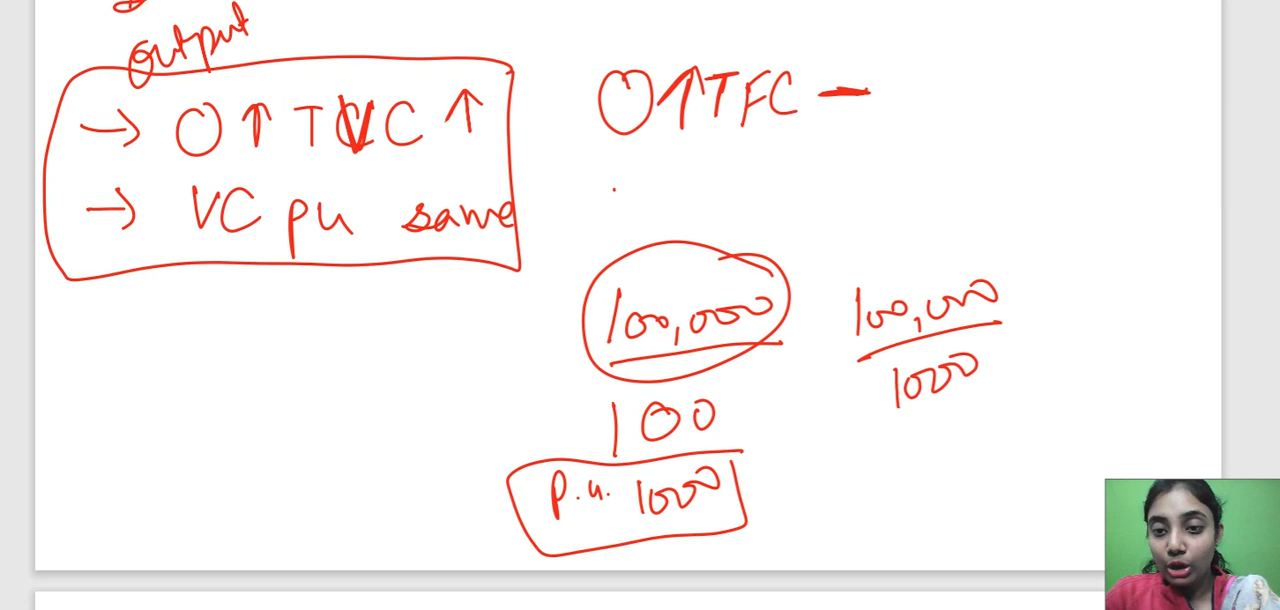 output
→ O↑ TVC ↑
→ VC pu same
O↑TFC —
100,000
100
p.u. 1000
100,000
1000